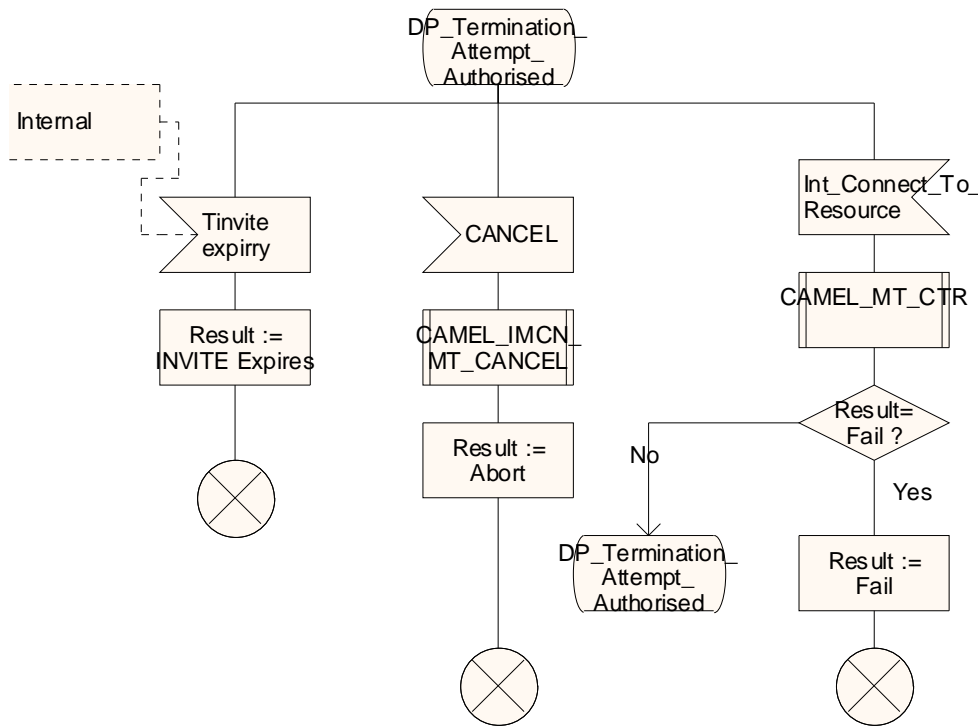 DP_Termination_
Attempt_
Authorised
Internal
Int_Connect_To_
Resource
Tinvite
expirry
CANCEL
CAMEL_MT_CTR
Result :=
INVITE Expires
CAMEL_IMCN_
MT_CANCEL
Result=
Fail ?
Result :=
Abort
No
Yes
DP_Termination_
Attempt_
Authorised
Result :=
Fail